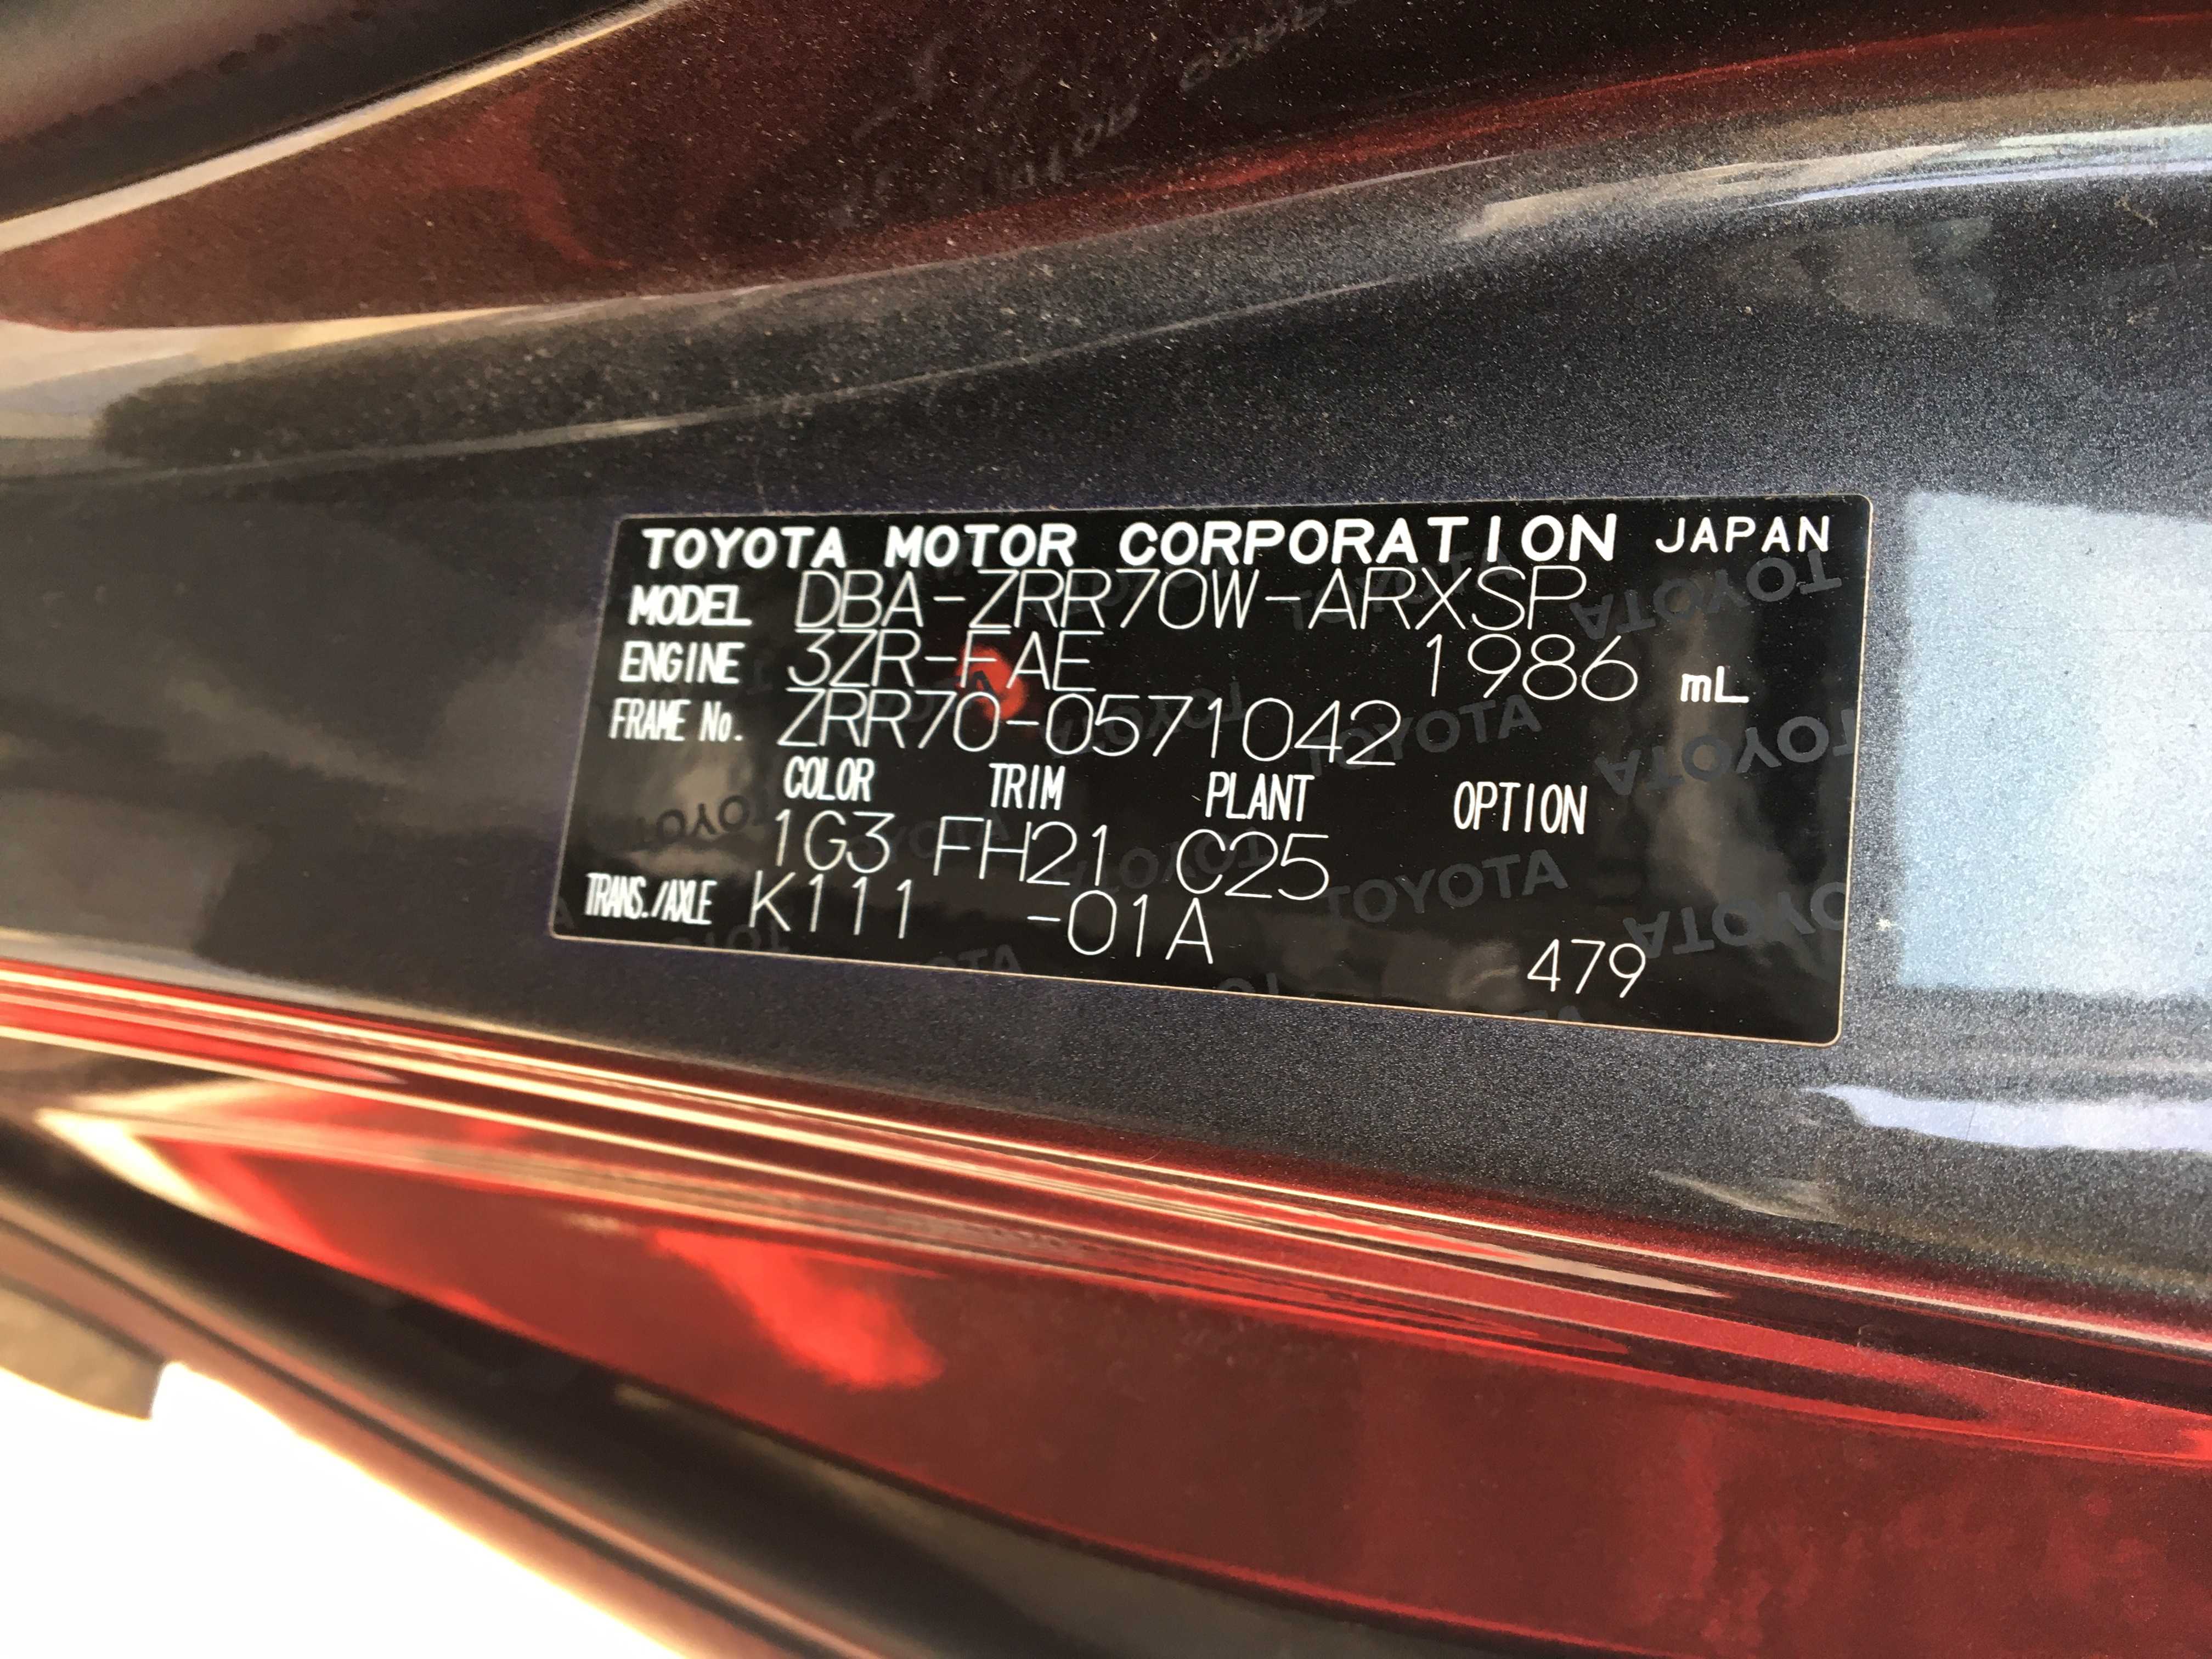 TOYOTA MOTOR CORPORATION JAPAN
MODEL DBA-ZRR70W-ARXSP
ENGINE 3ZR-FAE 1986 mL
FRAME No. ZRR70-0571042
COLOR TRIM PLANT OPTION
1G3 FH21 C25
TRANS./AXLE K111 -01A
479